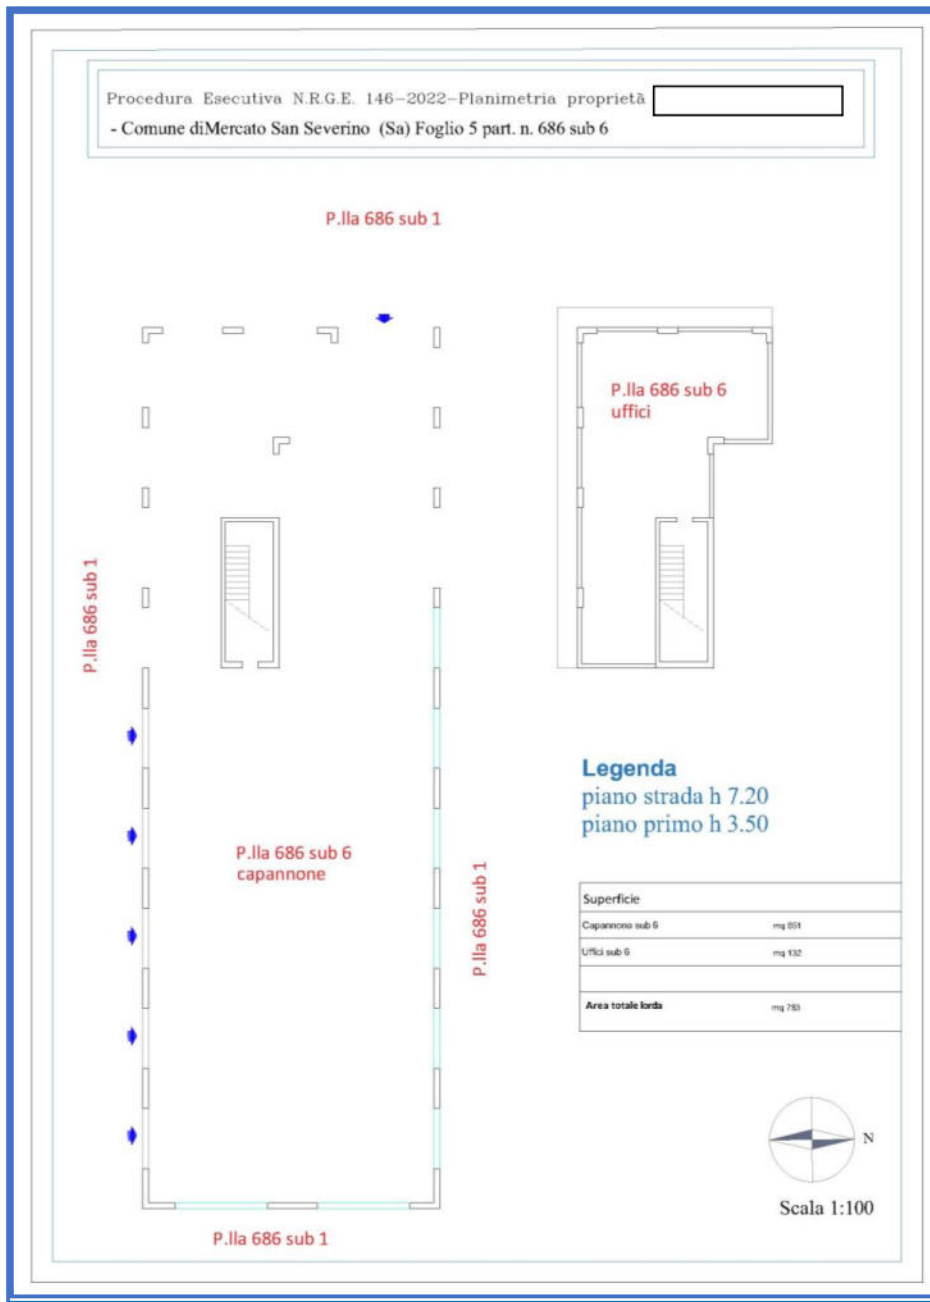 Procedura Esecutiva N.R.G.E. 146-2022-Planimetria proprietà
- Comune diMercato San Severino (Sa) Foglio 5 part. n. 686 sub 6
P.lla 686 sub 1
P.lla 686 sub 6
uffici
P.lla 686 sub 1
Legenda
piano strada h 7.20
piano primo h 3.50
P.lla 686 sub 6
capannone
P.lla 686 sub 1
Superficie
Capannone sub 6 mq
Uffici sub 6 mq 132
Area totale lorda mq 783
N
Scala 1:100
P.lla 686 sub 1